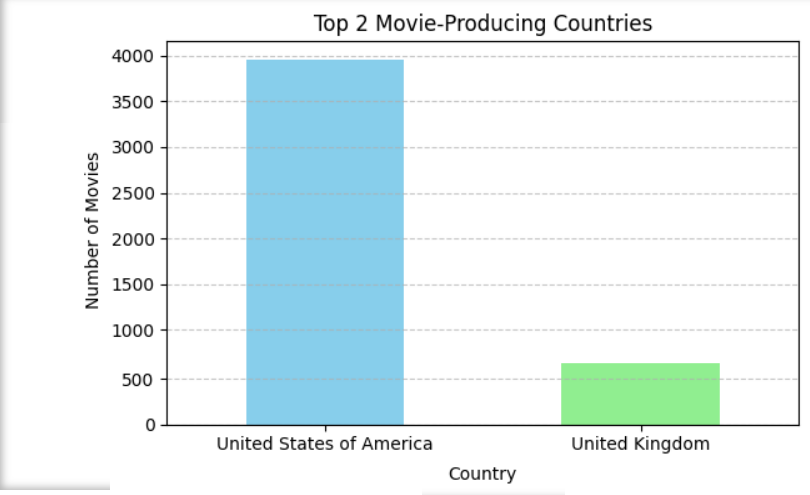 Top 2 Movie-Producing Countries
Number of Movies
4000
3500
3000
2500
2000
1500
1000
500
0
United States of America
United Kingdom
Country